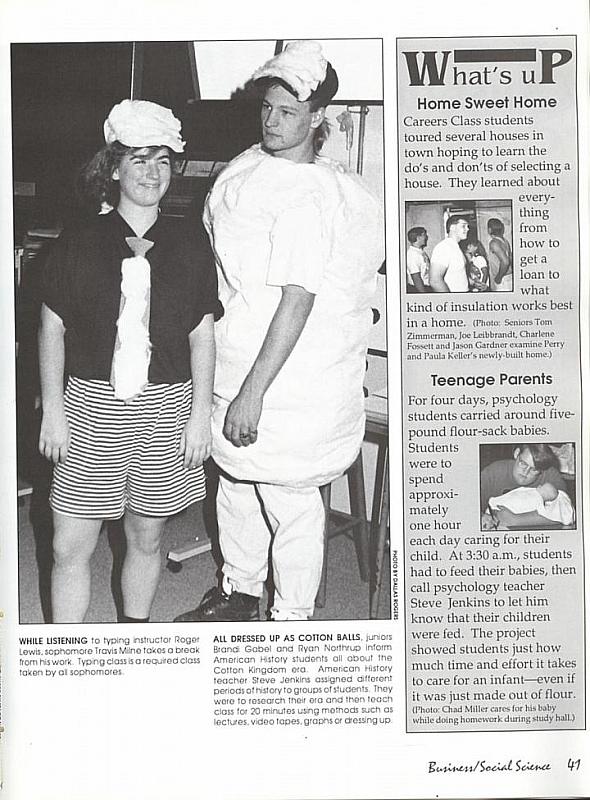 PHOTO BY DALLAS ROGERS
WHILE LISTENING to typing instructor Roger
Lewis, sophomore Travis Milne takes a break
from his work. Typing class is a required class
taken by all sophomores.
ALL DRESSED UP AS COTTON BALLS, juniors
Brandi Gabel and Ryan Northrup inform
American History students all about the
Cotton Kingdom era. American History
teacher Steve Jenkins assigned different
periods of history to groups of students. They
were to research their era and then teach
class for 20 minutes using methods such as
lectures, video tapes, graphs or dressing up.
What's uP
Home Sweet Home
Careers Class students
toured several houses in
town hoping to learn the
do's and don'ts of selecting a
house. They learned about
every-
thing
from
how to
get a
loan to
what
kind of insulation works best
in a home. (Photo: Seniors Tom
Zimmerman, Joe Leibbrandt, Charlene
Fossett and Jason Gardner examine Perry
and Paula Keller's newly-built home.)
Teenage Parents
For four days, psychology
students carried around five-
pound flour-sack babies.
Students
were to
spend
approxi-
mately
one hour
each day caring for their
child. At 3:30 a.m., students
had to feed their babies, then
call psychology teacher
Steve Jenkins to let him
know that their children
were fed. The project
showed students just how
much time and effort it takes
to care for an infant—even if
it was just made out of flour.
(Photo: Chad Miller cares for his baby
while doing homework during study hall.)
Business/Social Science 41